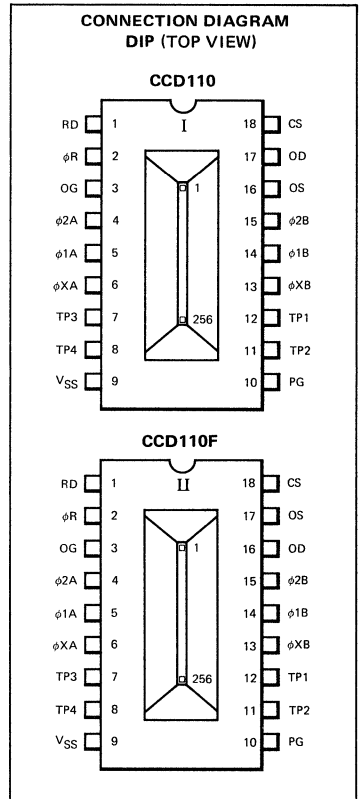 CONNECTION DIAGRAM
DIP (TOP VIEW)
CCD110
I
RD 1 18 CS
φR 2 17 OD
OG 3 1 16 OS
φ2A 4 15 φ2B
φ1A 5 14 φ1B
φXA 6 13 φXB
TP3 7 256 12 TP1
TP4 8 11 TP2
VSS 9 10 PG
CCD110F
II
RD 1 18 CS
φR 2 17 OS
OG 3 1 16 OD
φ2A 4 15 φ2B
φ1A 5 14 φ1B
φXA 6 13 φXB
TP3 7 256 12 TP1
TP4 8 11 TP2
VSS 9 10 PG